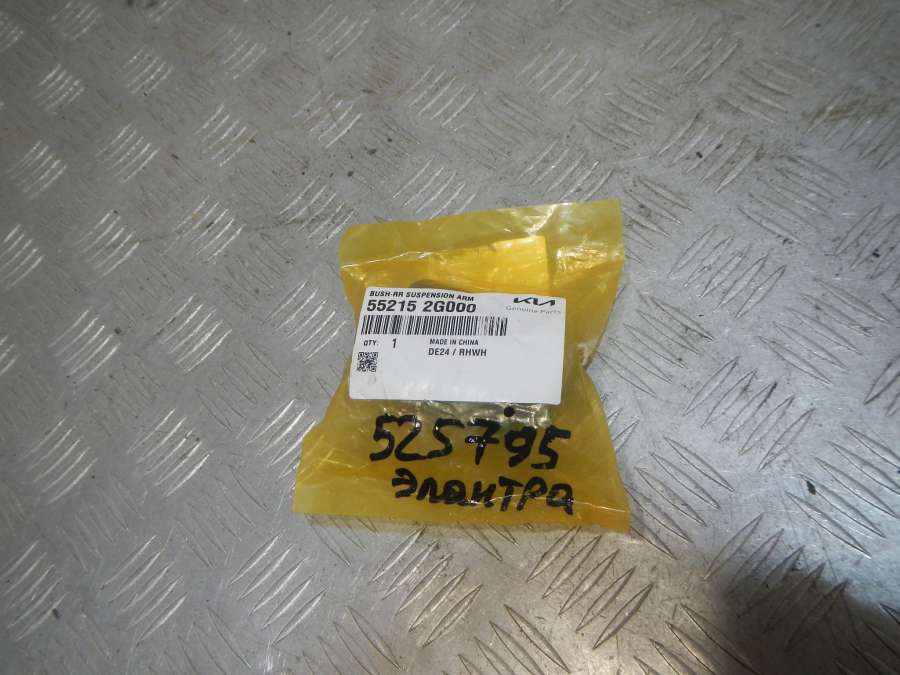 BUSH-RR SUSPENSION ARM
55215 2G000
KIA
Genuine Parts
QTY: 1
MADE IN CHINA
DE24 / RHWH
525795
Элантра